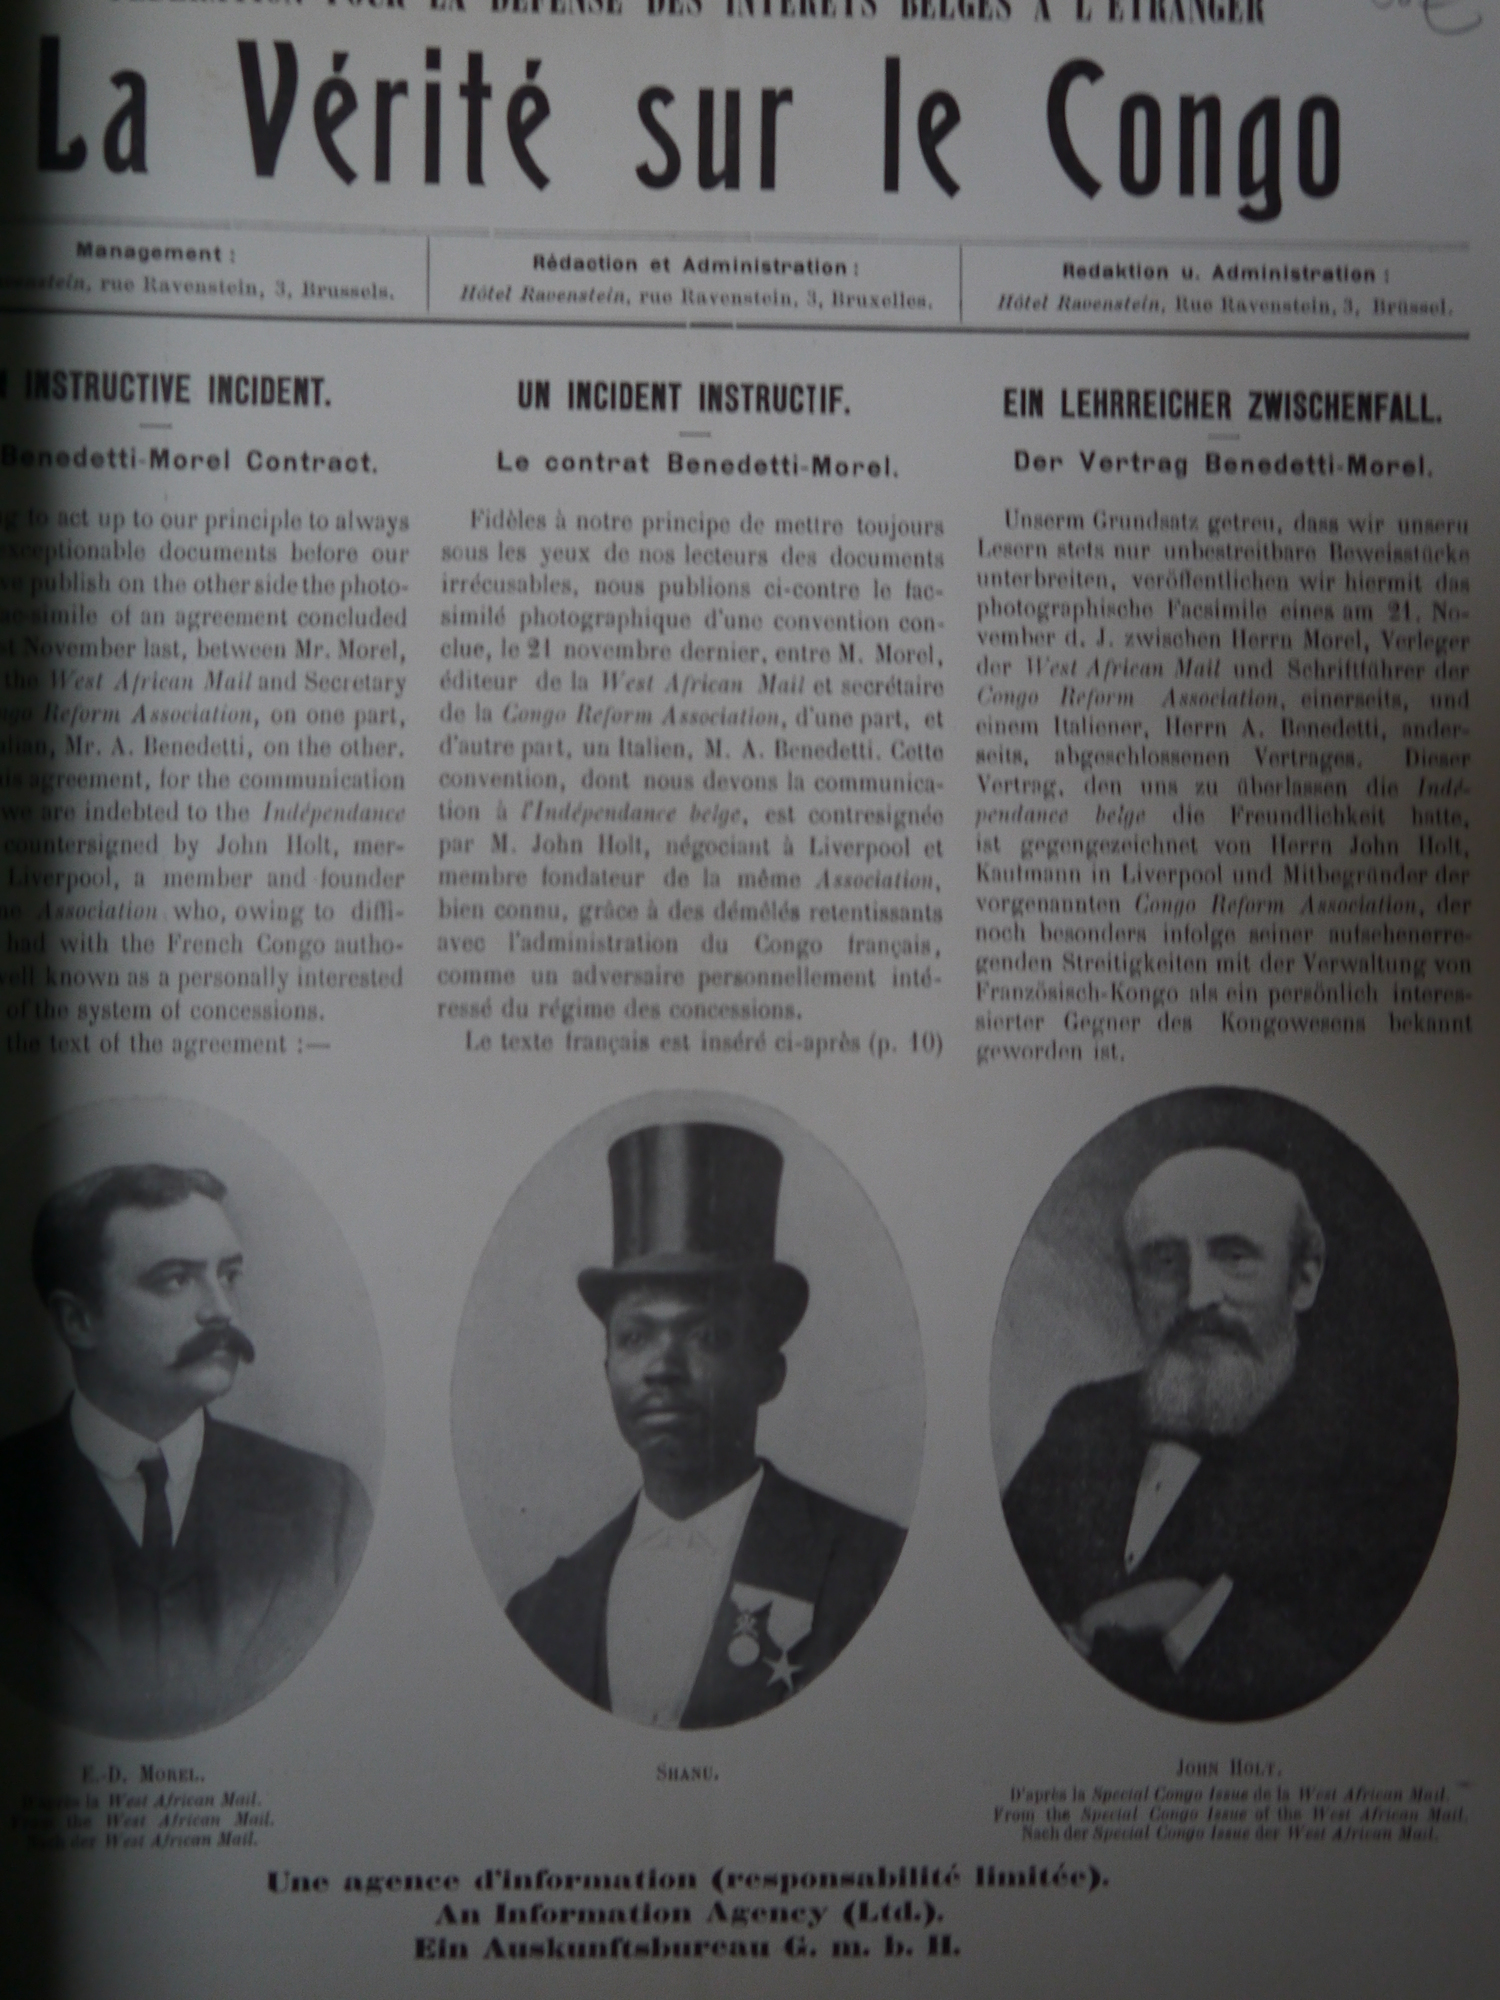 POUR LA DÉFENSE DES INTÉRÊTS BELGES A L'ÉTRANGER
La Vérité sur le Congo
Management :
rue Ravenstein, 3, Brussels.
Rédaction et Administration :
Hôtel Ravenstein, rue Ravenstein, 3, Bruxelles.
Redaktion u. Administration :
Hôtel Ravenstein, Rue Ravenstein, 3, Brüssel.
INSTRUCTIVE INCIDENT.
Benedetti-Morel Contract.
to act up to our principle to always
documents before our
publish on the other side the photo-
simile of an agreement concluded
November last, between Mr. Morel,
the West African Mail and Secretary
Reform Association, on one part,
Mr. A. Benedetti, on the other.
agreement, for the communication
we are indebted to the Indépendance
countersigned by John Holt, mer-
Liverpool, a member and founder
Association who, owing to diffi-
had with the French Congo autho-
known as a personally interested
of the system of concessions.
the text of the agreement :—
UN INCIDENT INSTRUCTIF.
Le contrat Benedetti-Morel.
Fidèles à notre principe de mettre toujours
sous les yeux de nos lecteurs des documents
irrécusables, nous publions ci-contre le fac-
similé photographique d'une convention con-
clue, le 21 novembre dernier, entre M. Morel,
éditeur de la West African Mail et secrétaire
de la Congo Reform Association, d'une part, et
d'autre part, un Italien, M. A. Benedetti. Cette
convention, dont nous devons la communica-
tion à l'Indépendance belge, est contresignée
par M. John Holt, négociant à Liverpool et
membre fondateur de la même Association,
bien connu, grâce à des démêlés retentissants
avec l'administration du Congo français,
comme un adversaire personnellement inté-
ressé du régime des concessions.
Le texte français est inséré ci-après (p. 10)
EIN LEHRREICHER ZWISCHENFALL.
Der Vertrag Benedetti-Morel.
Unserm Grundsatz getreu, dass wir unsern
Lesern stets nur unbestreitbare Beweisstücke
unterbreiten, veröffentlichen wir hiermit das
photographische Facsimile eines am 21. No-
vember d. J. zwischen Herrn Morel, Verleger
der West African Mail und Schriftführer der
Congo Reform Association, einerseits, und
einem Italiener, Herrn A. Benedetti, ander-
seits, abgeschlossenen Vertrages. Dieser
Vertrag, den uns zu überlassen die Indé-
pendance belge die Freundlichkeit hatte,
ist gegengezeichnet von Herrn John Holt,
Kaufmann in Liverpool und Mitbegründer der
vorgenannten Congo Reform Association, der
noch besonders infolge seiner aufsehenerre-
genden Streitigkeiten mit der Verwaltung von
Französisch-Kongo als ein persönlich interes-
sierter Gegner des Kongowesens bekannt
geworden ist.
E.-D. MOREL.
D'après la West African Mail.
From the West African Mail.
Nach der West African Mail.
SHANU.
JOHN HOLT.
D'après la Special Congo Issue de la West African Mail.
From the Special Congo Issue of the West African Mail.
Nach der Special Congo Issue der West African Mail.
Une agence d'information (responsabilité limitée).
An Information Agency (Ltd.).
Ein Auskunftsbureau G. m. b. H.